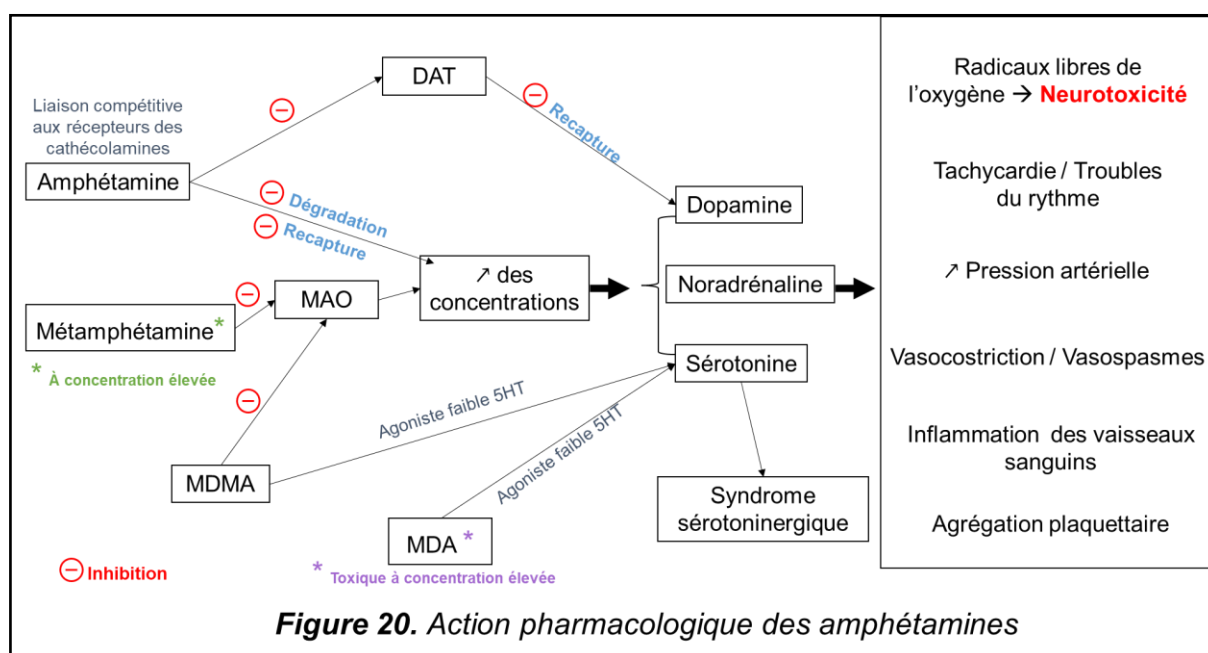 DAT
Radicaux libres de
l'oxygène → Neurotoxicité
Liaison compétitive
aux récepteurs des
cathécolamines
Recapture
Amphétamine
Tachycardie / Troubles
du rythme
Dégradation
Recapture
Dopamine
↗ des
concentrations
MAO
Noradrénaline
↗ Pression artérielle
Métamphétamine*
* À concentration élevée
Sérotonine
Vasocostriction / Vasospasmes
Agoniste faible 5HT
Agoniste faible 5HT
MDMA
Inflammation des vaisseaux
sanguins
Syndrome
sérotoninergique
MDA *
* Toxique à concentration élevée
Agrégation plaquettaire
Inhibition
Figure 20. Action pharmacologique des amphétamines